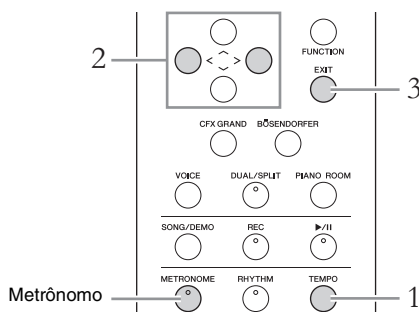 2
FUNCTION
EXIT
3
CFX GRAND BÖSENDORFER
VOICE DUAL/SPLIT PIANO ROOM
SONG/DEMO REC ▶/II
METRONOME RHYTHM TEMPO
Metrônomo
1